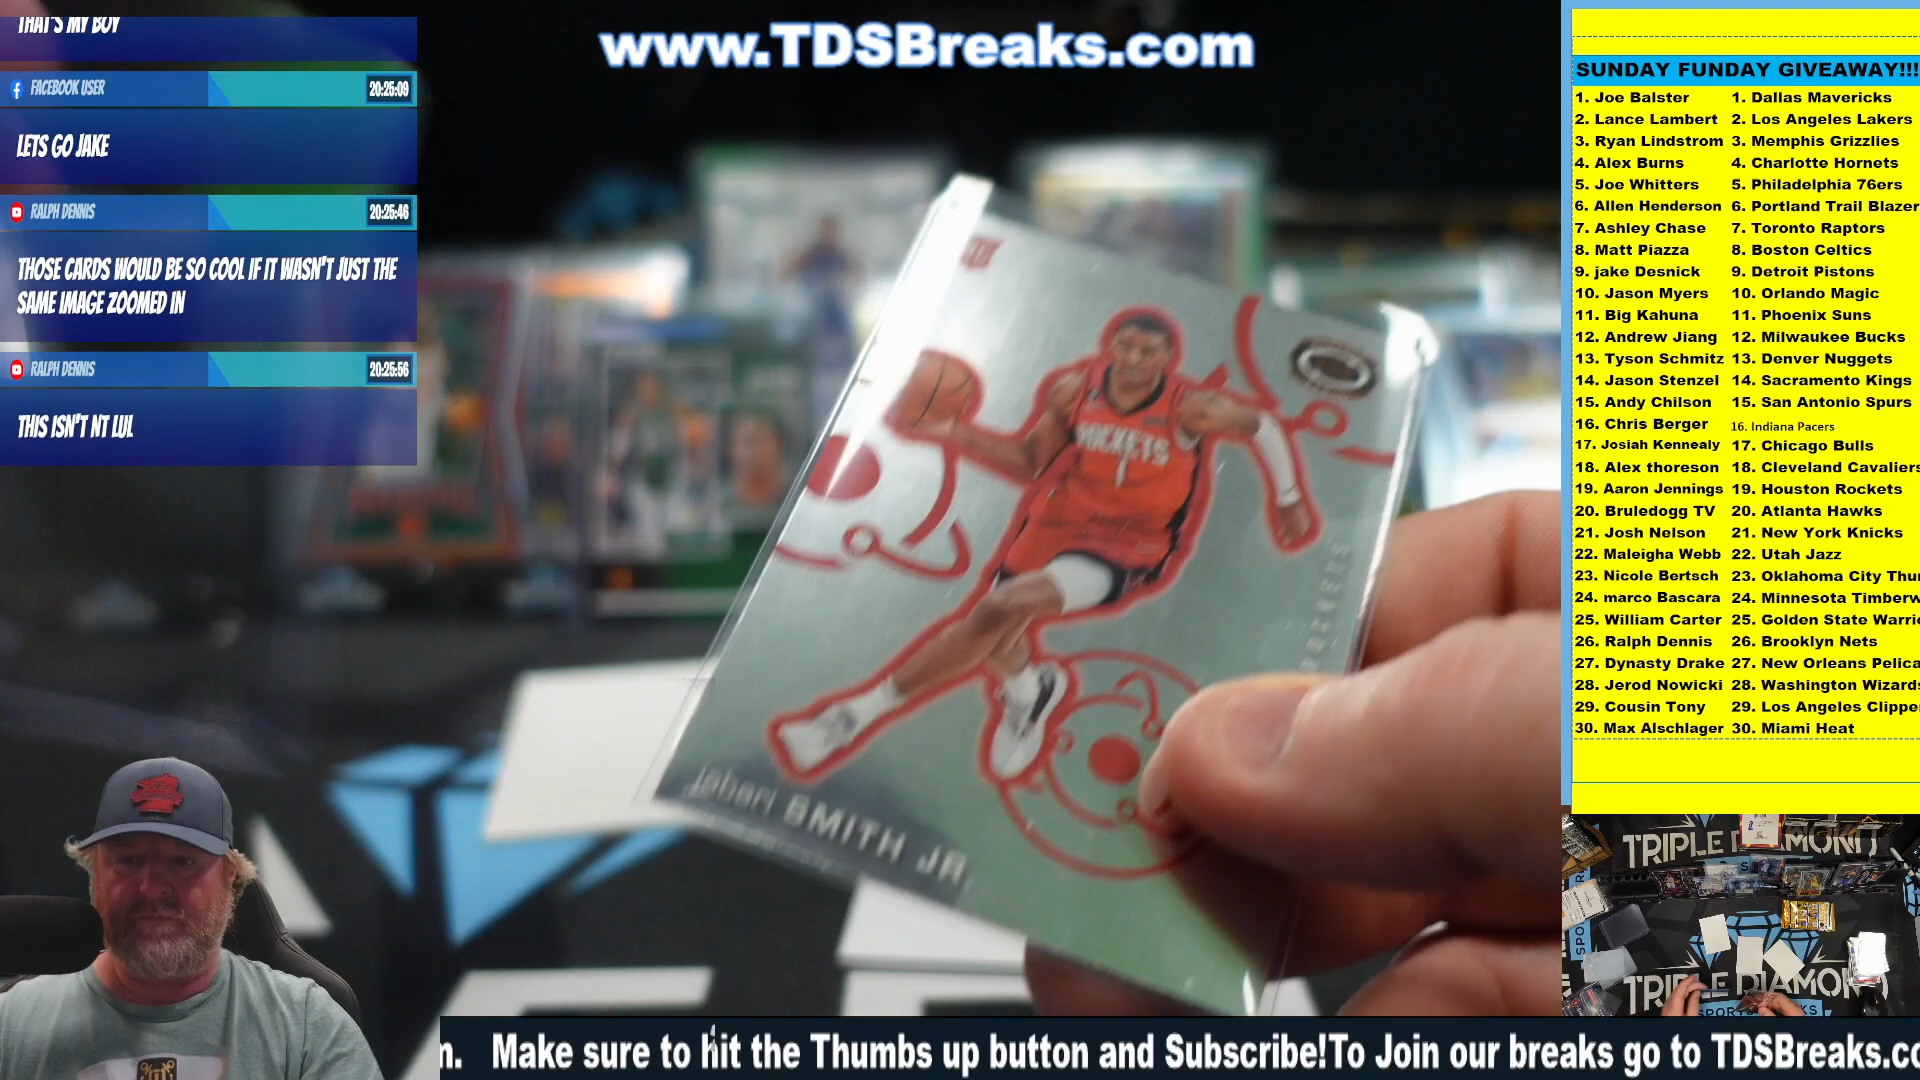 THAT'S MY BOY
FACEBOOK USER 20:25:09
LETS GO JAKE
RALPH DENNIS 20:25:46
THOSE CARDS WOULD BE SO COOL IF IT WASN'T JUST THE
SAME IMAGE ZOOMED IN
RALPH DENNIS 20:25:56
THIS ISN'T NT LUL
www.TDSBreaks.com
ROCKETS
1
ROCKETS
jabari SMITH JR.
SUNDAY FUNDAY GIVEAWAY!!!
1. Joe Balster 1. Dallas Mavericks
2. Lance Lambert 2. Los Angeles Lakers
3. Ryan Lindstrom 3. Memphis Grizzlies
4. Alex Burns 4. Charlotte Hornets
5. Joe Whitters 5. Philadelphia 76ers
6. Allen Henderson 6. Portland Trail Blazer
7. Ashley Chase 7. Toronto Raptors
8. Matt Piazza 8. Boston Celtics
9. jake Desnick 9. Detroit Pistons
10. Jason Myers 10. Orlando Magic
11. Big Kahuna 11. Phoenix Suns
12. Andrew Jiang 12. Milwaukee Bucks
13. Tyson Schmitz 13. Denver Nuggets
14. Jason Stenzel 14. Sacramento Kings
15. Andy Chilson 15. San Antonio Spurs
16. Chris Berger 16. Indiana Pacers
17. Josiah Kennealy 17. Chicago Bulls
18. Alex thoreson 18. Cleveland Cavaliers
19. Aaron Jennings 19. Houston Rockets
20. Bruledogg TV 20. Atlanta Hawks
21. Josh Nelson 21. New York Knicks
22. Maleigha Webb 22. Utah Jazz
23. Nicole Bertsch 23. Oklahoma City Thu
24. marco Bascara 24. Minnesota Timberw
25. William Carter 25. Golden State Warri
26. Ralph Dennis 26. Brooklyn Nets
27. Dynasty Drake 27. New Orleans Pelica
28. Jerod Nowicki 28. Washington Wizards
29. Cousin Tony 29. Los Angeles Clippe
30. Max Alschlager 30. Miami Heat
TRIPLE DIAMOND
TRIPLE DIAMOND
m. Make sure to hit the Thumbs up button and Subscribe!To Join our breaks go to TDSBreaks.co